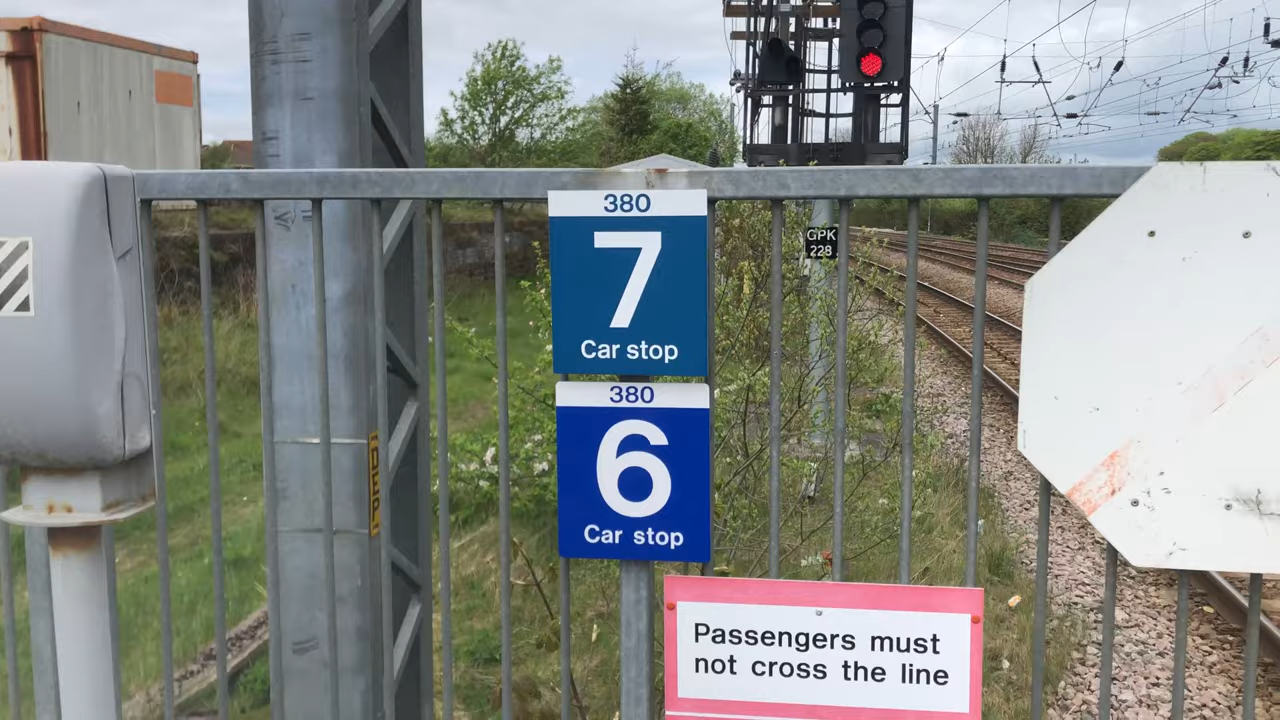 380
7
Car stop
380
6
Car stop
GPK
228
Passengers must
not cross the line